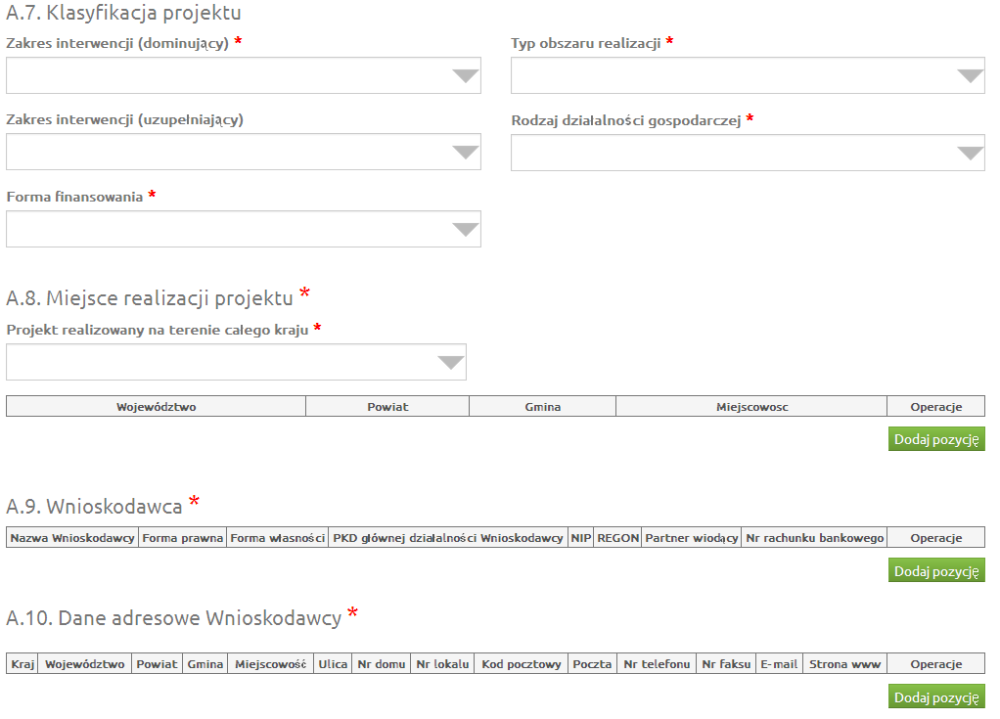 A.7. Klasyfikacja projektu
Zakres interwencji (dominujący) *
Typ obszaru realizacji *
Zakres interwencji (uzupełniający)
Rodzaj działalności gospodarczej *
Forma finansowania *
A.8. Miejsce realizacji projektu *
Projekt realizowany na terenie całego kraju *
Województwo Powiat Gmina Miejscowosc Operacje
Dodaj pozycję
A.9. Wnioskodawca *
Nazwa Wnioskodawcy Forma prawna Forma własności PKD głównej działalności Wnioskodawcy NIP REGON Partner wiodący Nr rachunku bankowego Operacje
Dodaj pozycję
A.10. Dane adresowe Wnioskodawcy *
Kraj Województwo Powiat Gmina Miejscowość Ulica Nr domu Nr lokalu Kod pocztowy Poczta Nr telefonu Nr faksu E-mail Strona www Operacje
Dodaj pozycję